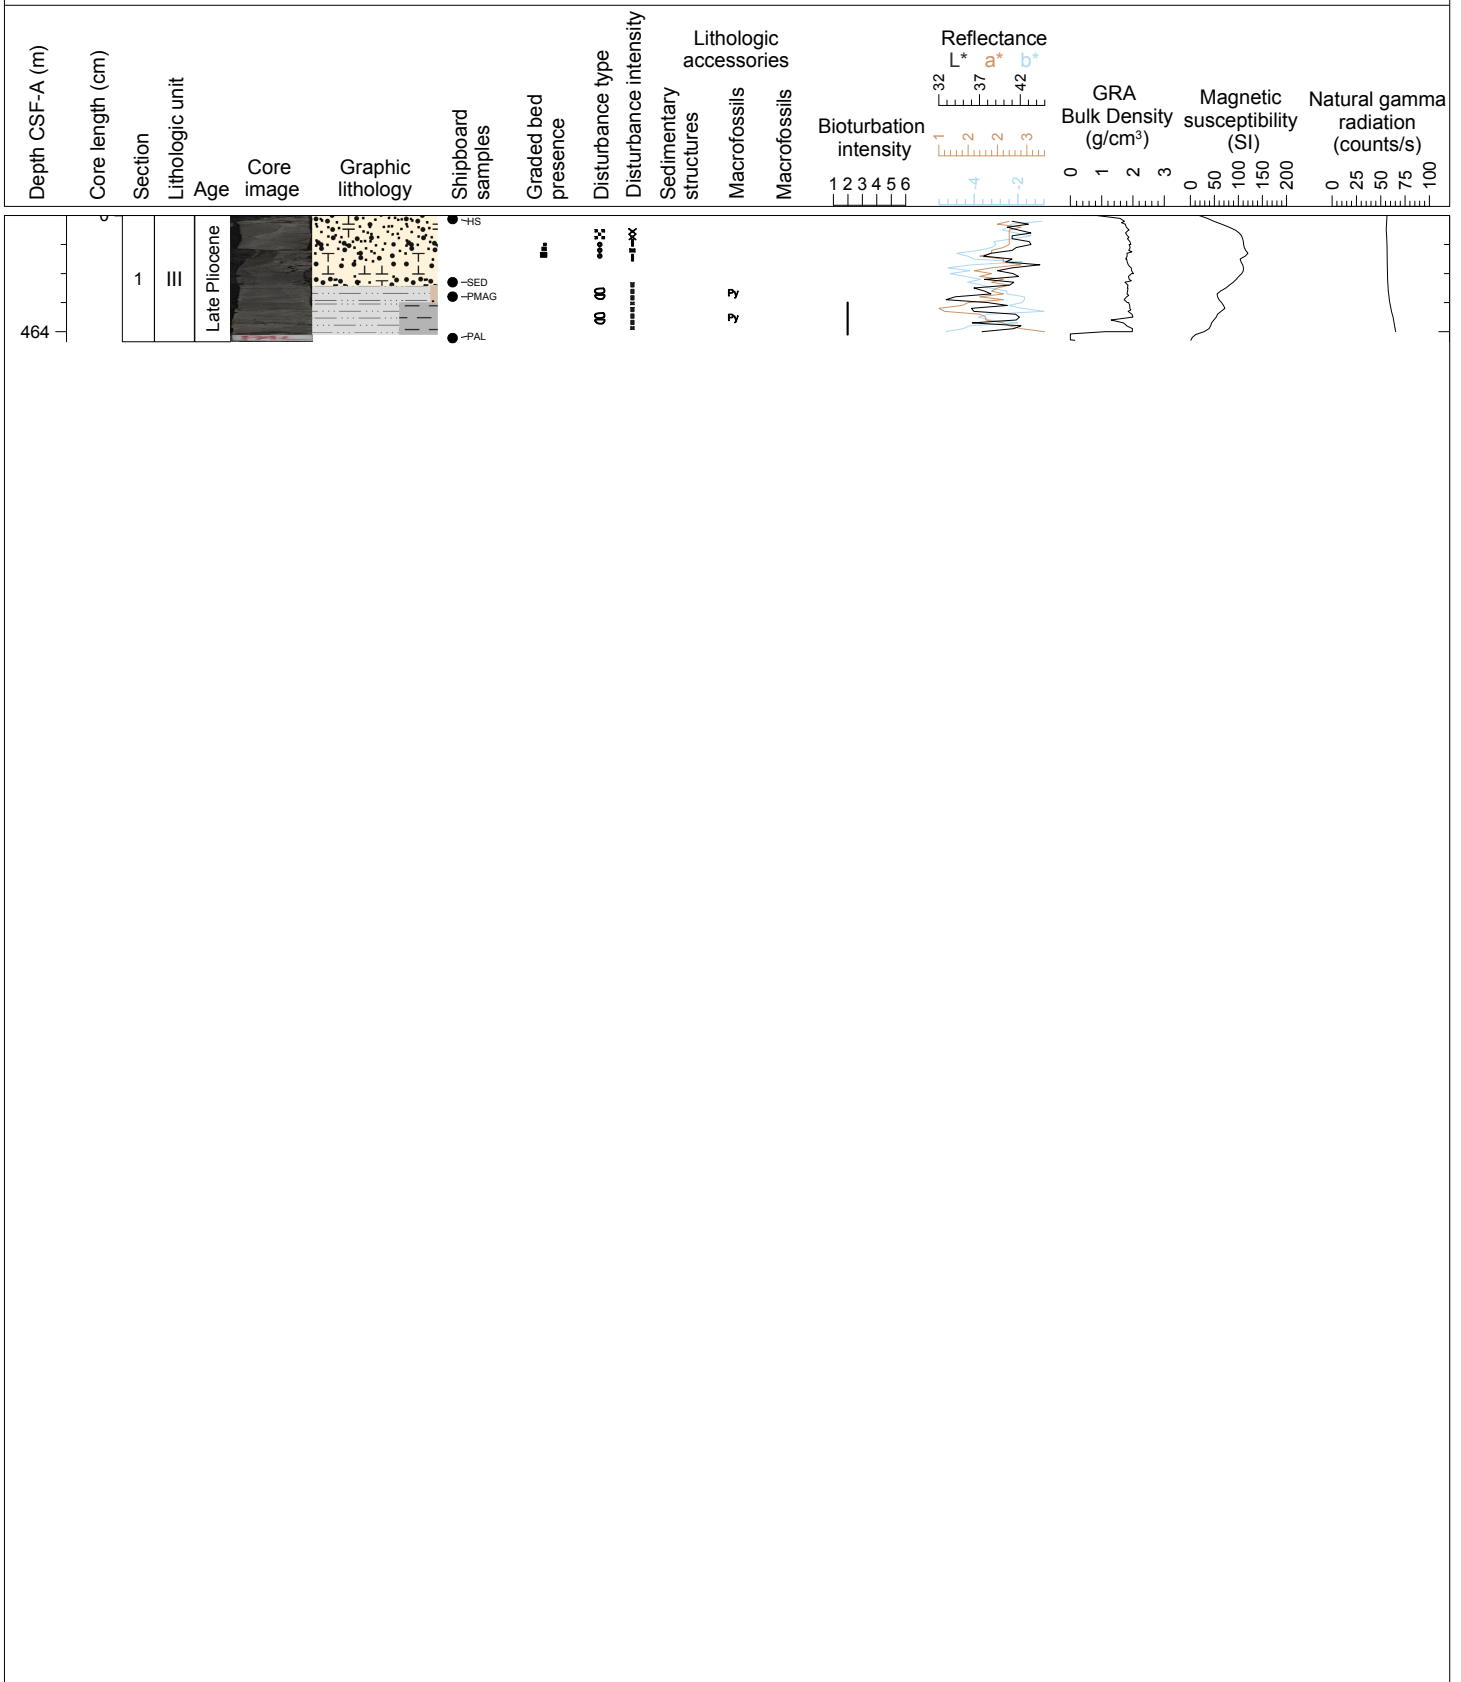 Depth CSF-A (m)
Core length (cm)
Section
Lithologic unit
Age
Core
image
Graphic
lithology
Shipboard
samples
Graded bed
presence
Disturbance type
Disturbance intensity
Lithologic
accessories
Sedimentary
structures
Macrofossils
Macrofossils
Bioturbation
intensity
1 2 3 4 5 6
Reflectance
L* a* b*
32 37 42
1 2 2 3
-4 -2
GRA
Bulk Density
(g/cm³)
0 1 2 3
Magnetic
susceptibility
(SI)
0 50 100 150 200
Natural gamma
radiation
(counts/s)
0 25 50 75 100
464
1
III
Late Pliocene
HS
SED
PMAG
PAL
Py
Py